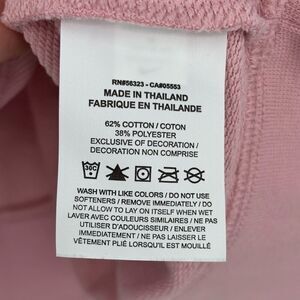 RN#56323 - CA#05553
MADE IN THAILAND
FABRIQUE EN THAILANDE
62% COTTON / COTON
38% POLYESTER
EXCLUSIVE OF DECORATION /
DECORATION NON COMPRISE
30C
WASH WITH LIKE COLORS / DO NOT USE
SOFTENERS / REMOVE IMMEDIATELY / DO
NOT ALLOW TO LAY ON ITSELF WHEN WET
LAVER AVEC COULEURS SIMILAIRES / NE PAS
UTILISER D'ADOUCISSEUR / ENLEVER
IMMEDIATEMENT / NE PAS LAISSER LE
VÊTEMENT PLIÉ LORSQU'IL EST MOUILLÉ